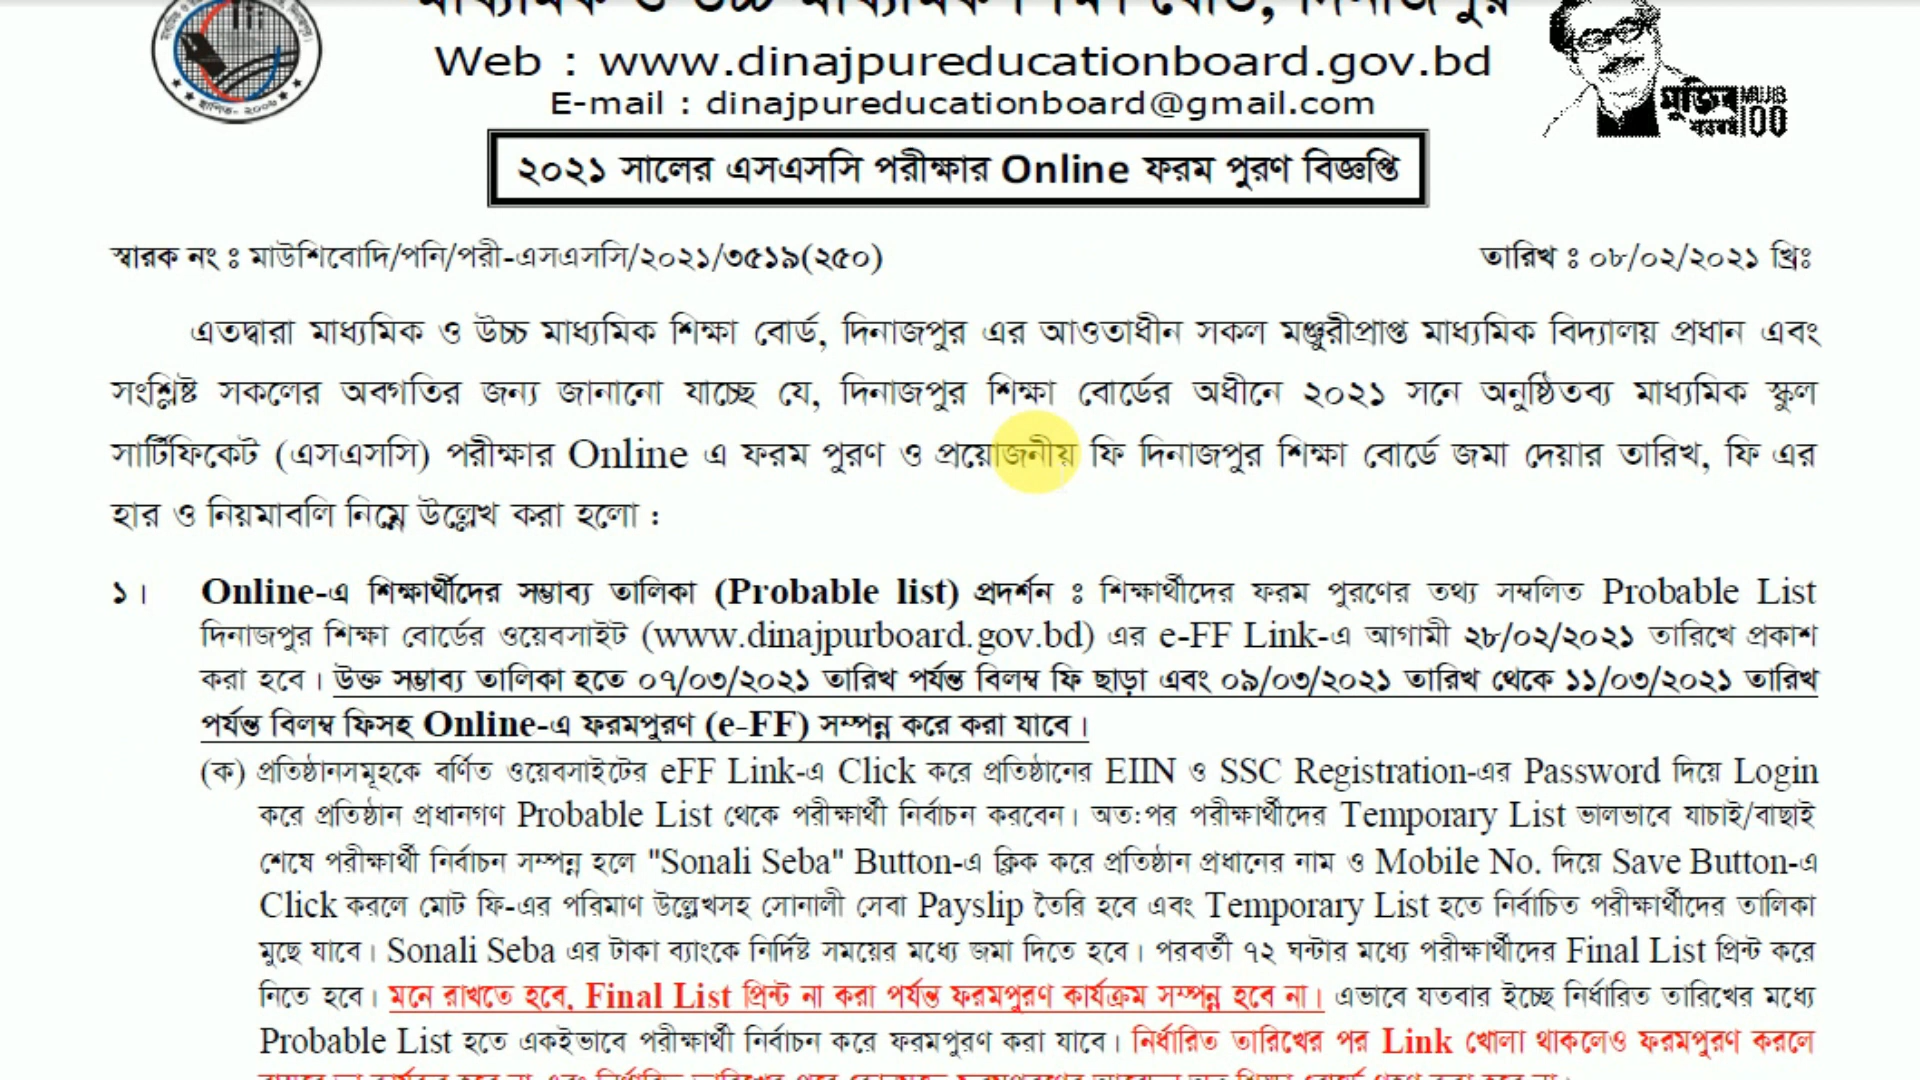 মাধ্যমিক ও উচ্চ মাধ্যমিক শিক্ষা বোর্ড, দিনাজপুর
Web : www.dinajpureducationboard.gov.bd
E-mail : dinajpureducationboard@gmail.com
মুজিব শতবর্ষ MUJIB 100
স্থাপিত- ২০০৬
২০২১ সালের এসএসসি পরীক্ষার Online ফরম পুরণ বিজ্ঞপ্তি
স্বারক নং ঃ মাউশিবোদি/পনি/পরী-এসএসসি/২০২১/৩৫১৯(২৫০)
তারিখ ঃ ০৮/০২/২০২১ খ্রিঃ
এতদ্বারা মাধ্যমিক ও উচ্চ মাধ্যমিক শিক্ষা বোর্ড, দিনাজপুর এর আওতাধীন সকল মঞ্জুরীপ্রাপ্ত মাধ্যমিক বিদ্যালয় প্রধান এবং
সংশ্লিষ্ট সকলের অবগতির জন্য জানানো যাচ্ছে যে, দিনাজপুর শিক্ষা বোর্ডের অধীনে ২০২১ সনে অনুষ্ঠিতব্য মাধ্যমিক স্কুল
সার্টিফিকেট (এসএসসি) পরীক্ষার Online এ ফরম পুরণ ও প্রয়োজনীয় ফি দিনাজপুর শিক্ষা বোর্ডে জমা দেয়ার তারিখ, ফি এর
হার ও নিয়মাবলি নিম্নে উল্লেখ করা হলো :
১। Online-এ শিক্ষার্থীদের সম্ভাব্য তালিকা (Probable list) প্রদর্শন ঃ শিক্ষার্থীদের ফরম পুরণের তথ্য সম্বলিত Probable List
দিনাজপুর শিক্ষা বোর্ডের ওয়েবসাইট (www.dinajpurboard.gov.bd) এর e-FF Link-এ আগামী ২৮/০২/২০২১ তারিখে প্রকাশ
করা হবে। উক্ত সম্ভাব্য তালিকা হতে ০৭/০৩/২০২১ তারিখ পর্যন্ত বিলম্ব ফি ছাড়া এবং ০৯/০৩/২০২১ তারিখ থেকে ১১/০৩/২০২১ তারিখ
পর্যন্ত বিলম্ব ফিসহ Online-এ ফরমপুরণ (e-FF) সম্পন্ন করে করা যাবে।
(ক) প্রতিষ্ঠানসমূহকে বর্ণিত ওয়েবসাইটের eFF Link-এ Click করে প্রতিষ্ঠানের EIIN ও SSC Registration-এর Password দিয়ে Login
করে প্রতিষ্ঠান প্রধানগণ Probable List থেকে পরীক্ষার্থী নির্বাচন করবেন। অত:পর পরীক্ষার্থীদের Temporary List ভালভাবে যাচাই/বাছাই
শেষে পরীক্ষার্থী নির্বাচন সম্পন্ন হলে "Sonali Seba" Button-এ ক্লিক করে প্রতিষ্ঠান প্রধানের নাম ও Mobile No. দিয়ে Save Button-এ
Click করলে মোট ফি-এর পরিমাণ উল্লেখসহ সোনালী সেবা Payslip তৈরি হবে এবং Temporary List হতে নির্বাচিত পরীক্ষার্থীদের তালিকা
মুছে যাবে। Sonali Seba এর টাকা ব্যাংকে নির্দিষ্ট সময়ের মধ্যে জমা দিতে হবে। পরবর্তী ৭২ ঘন্টার মধ্যে পরীক্ষার্থীদের Final List প্রিন্ট করে
নিতে হবে। মনে রাখতে হবে, Final List প্রিন্ট না করা পর্যন্ত ফরমপুরণ কার্যক্রম সম্পন্ন হবে না। এভাবে যতবার ইচ্ছে নির্ধারিত তারিখের মধ্যে
Probable List হতে একইভাবে পরীক্ষার্থী নির্বাচন করে ফরমপুরণ করা যাবে। নির্ধারিত তারিখের পর Link খোলা থাকলেও ফরমপুরণ করলে